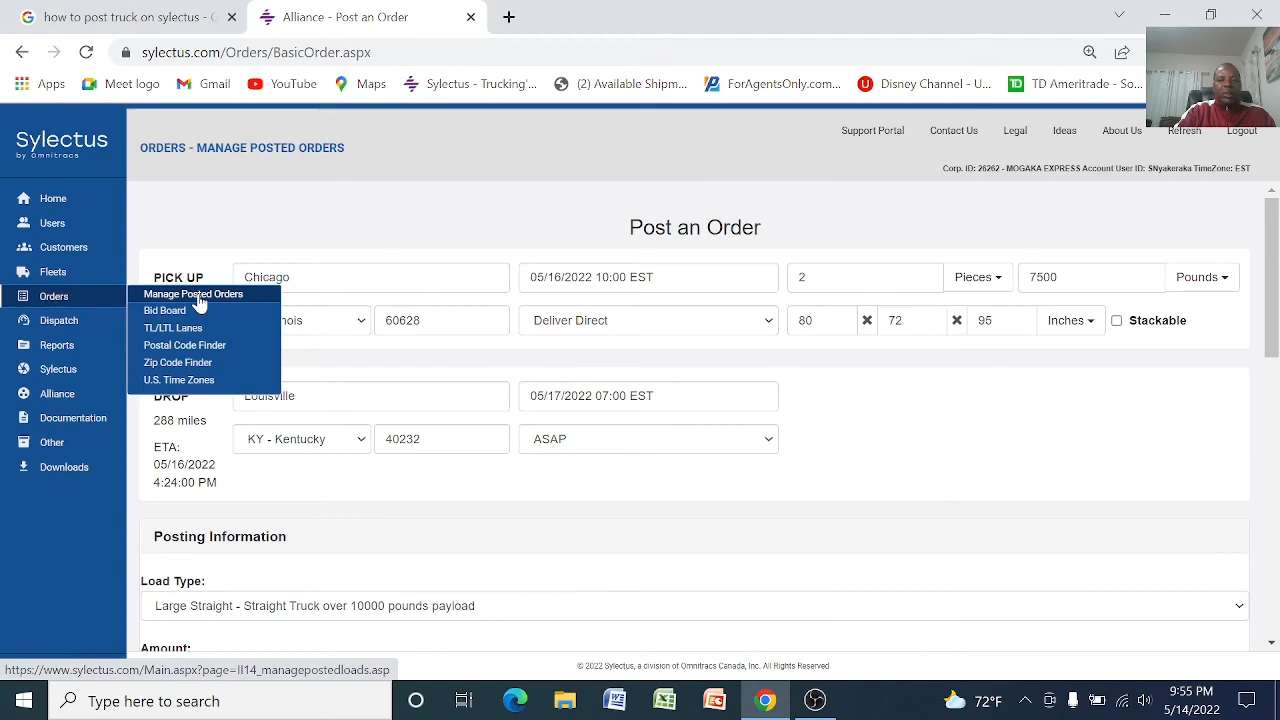 how to post truck on sylectus - G
Alliance - Post an Order
sylectus.com/Orders/BasicOrder.aspx
Apps
Meet logo
Gmail
YouTube
Maps
Sylectus - Trucking'...
(2) Available Shipm...
ForAgentsOnly.com...
Disney Channel - U...
TD Ameritrade - So...
Sylectus
by Omnitracs
Support Portal
Contact Us
Legal
Ideas
About Us
Refresh
Logout
ORDERS - MANAGE POSTED ORDERS
Corp. ID: 26262 - MOGAKA EXPRESS Account User ID: SNyakeraka TimeZone: EST
Home
Users
Customers
Fleets
Orders
Dispatch
Reports
Sylectus
Alliance
Documentation
Other
Downloads
Manage Posted Orders
Bid Board
TL/LTL Lanes
Postal Code Finder
Zip Code Finder
U.S. Time Zones
Post an Order
PICK UP
Chicago
05/16/2022 10:00 EST
2
Pieces
7500
Pounds
nois
60628
Deliver Direct
80
72
95
Inches
Stackable
DROP
Louisville
05/17/2022 07:00 EST
288 miles
KY - Kentucky
40232
ASAP
ETA:
05/16/2022
4:24:00 PM
Posting Information
Load Type:
Large Straight - Straight Truck over 10000 pounds payload
Amount:
https://www.sylectus.com/Main.aspx?page=II14_managepostedloads.asp
© 2022 Sylectus, a division of Omnitracs Canada, Inc. All Rights Reserved
Type here to search
72°F
9:55 PM
5/14/2022